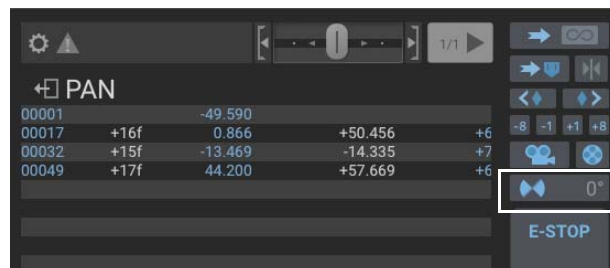 1/1
PAN
00001 -49.590
00017 +16f 0.866 +50.456 +6
00032 +15f -13.469 -14.335 +7
00049 +17f 44.200 +57.669 +6
-8 -1 +1 +8
0°
E-STOP